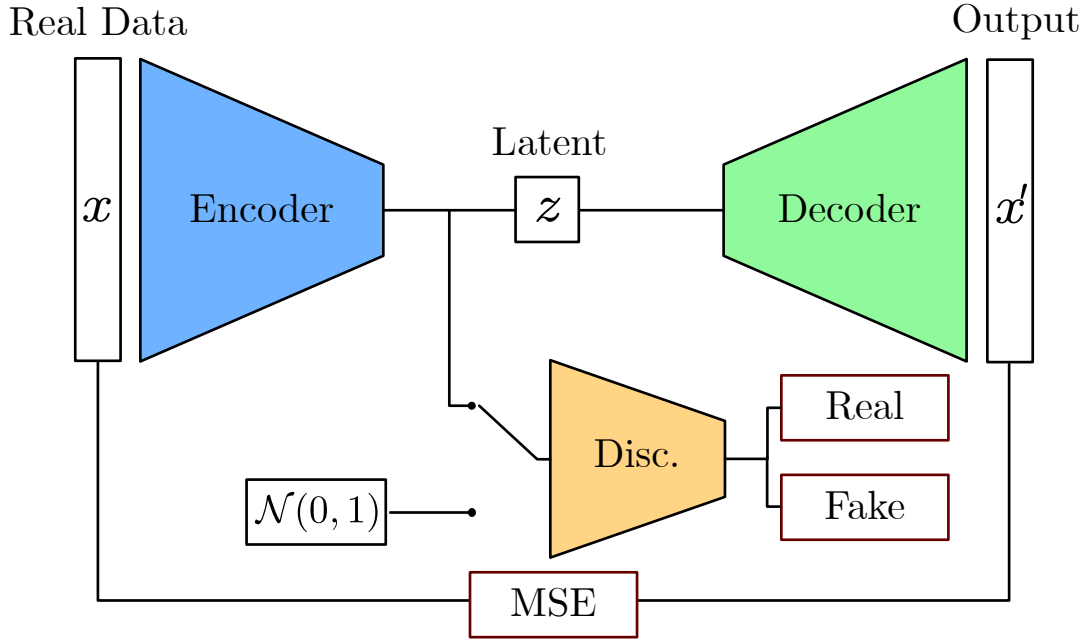 Real Data
Output
Latent
x
Encoder
z
Decoder
x′
Real
Disc.
𝒩(0, 1)
Fake
MSE